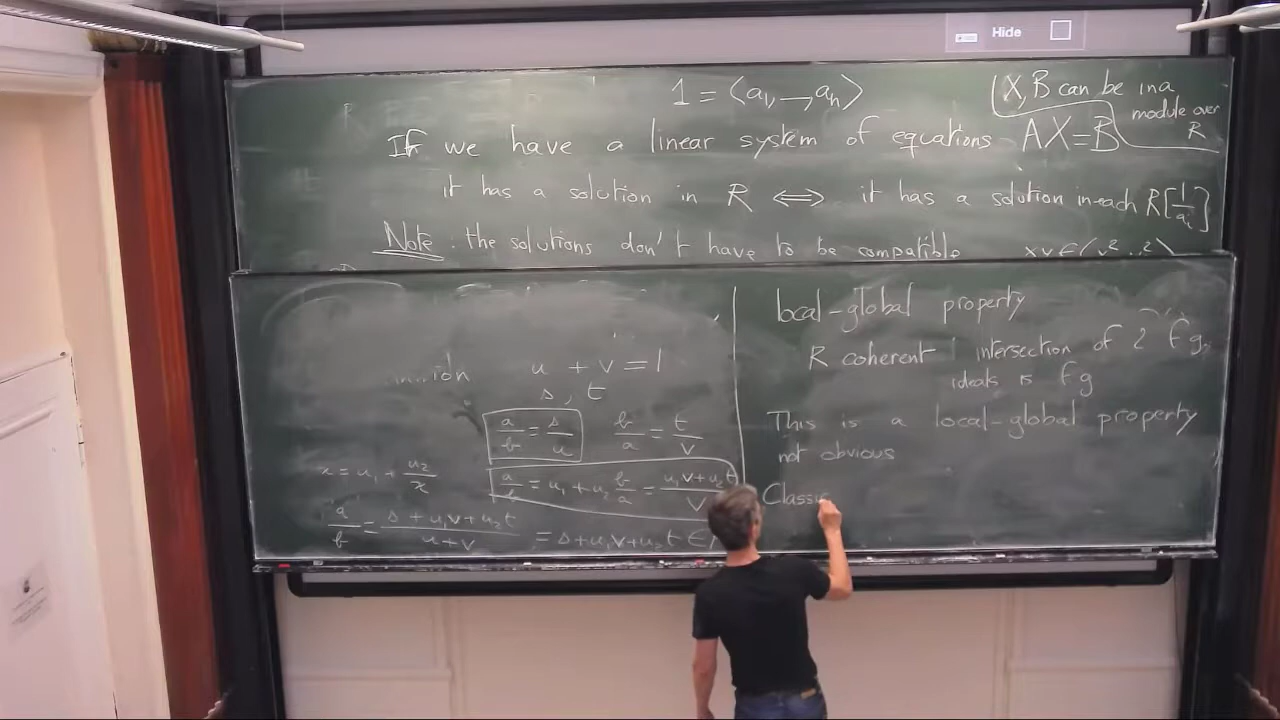 Hide
1 = ⟨a₁, —, aₙ⟩
X, B can be in a
module over
R
If we have a linear system of equations AX=B
it has a solution in R ⟺ it has a solution in each R[1/aᵢ]
Note : the solutions don't have to be compatible
u + v = 1
s, t
a/b = s/u b/a = t/v
x = u₁ + u₂/x
= u₁ + u₂ b/a = (u₁v+u₂t)/v
a/b = (s + u₁v + u₂t)/(u+v) = s+u₁v+u₂t ∈
local-global property
R coherent intersection of 2 fg
ideals is fg
This is a local-global property
not obvious
Classi